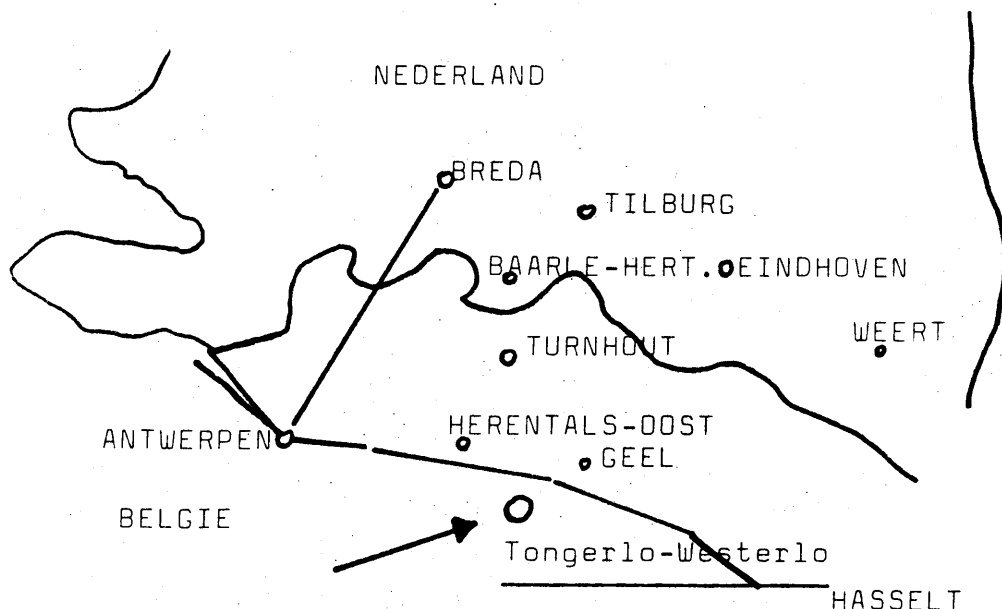 NEDERLAND
BREDA
TILBURG
BAARLE-HERT.
EINDHOVEN
WEERT
TURNHOUT
HERENTALS-OOST
ANTWERPEN
GEEL
BELGIE
Tongerlo-Westerlo
HASSELT